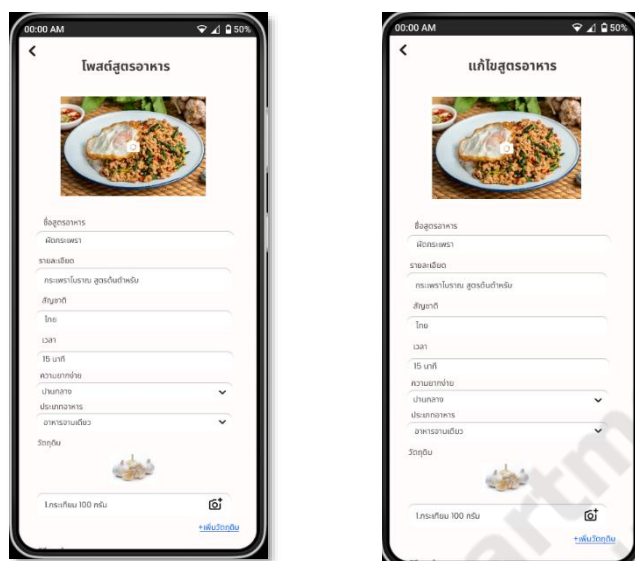 00:00 AM 50%
โพสต์สูตรอาหาร
ชื่อสูตรอาหาร
ผัดกระเพรา
รายละเอียด
กระเพราโบราณ สูตรต้นตำหรับ
สัญชาติ
ไทย
เวลา
15 นาที
ความยากง่าย
ปานกลาง
ประเภทอาหาร
อาหารจานเดียว
วัตถุดิบ
1.กระเทียม 100 กรัม
+เพิ่มวัตถุดิบ
00:00 AM 50%
แก้ไขสูตรอาหาร
ชื่อสูตรอาหาร
ผัดกระเพรา
รายละเอียด
กระเพราโบราณ สูตรต้นตำหรับ
สัญชาติ
ไทย
เวลา
15 นาที
ความยากง่าย
ปานกลาง
ประเภทอาหาร
อาหารจานเดียว
วัตถุดิบ
1.กระเทียม 100 กรัม
+เพิ่มวัตถุดิบ